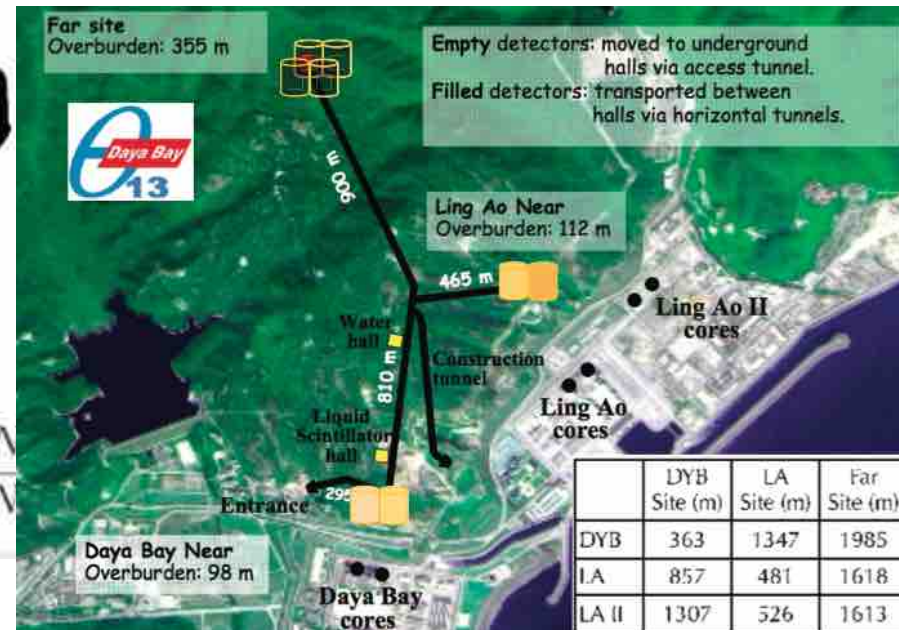 Far site
Overburden: 355 m
Empty detectors: moved to underground
halls via access tunnel.
Filled detectors: transported between
halls via horizontal tunnels.
θ
Daya Bay
13
900 m
Ling Ao Near
Overburden: 112 m
465 m
Ling Ao II
cores
Water
hall
Construction
tunnel
810 m
Ling Ao
cores
Liquid
Scintillator
hall
Entrance
295
Daya Bay Near
Overburden: 98 m
Daya Bay
cores
DYB Site (m) LA Site (m) Far Site (m)
DYB 363 1347 1985
LA 857 481 1618
LA II 1307 526 1613